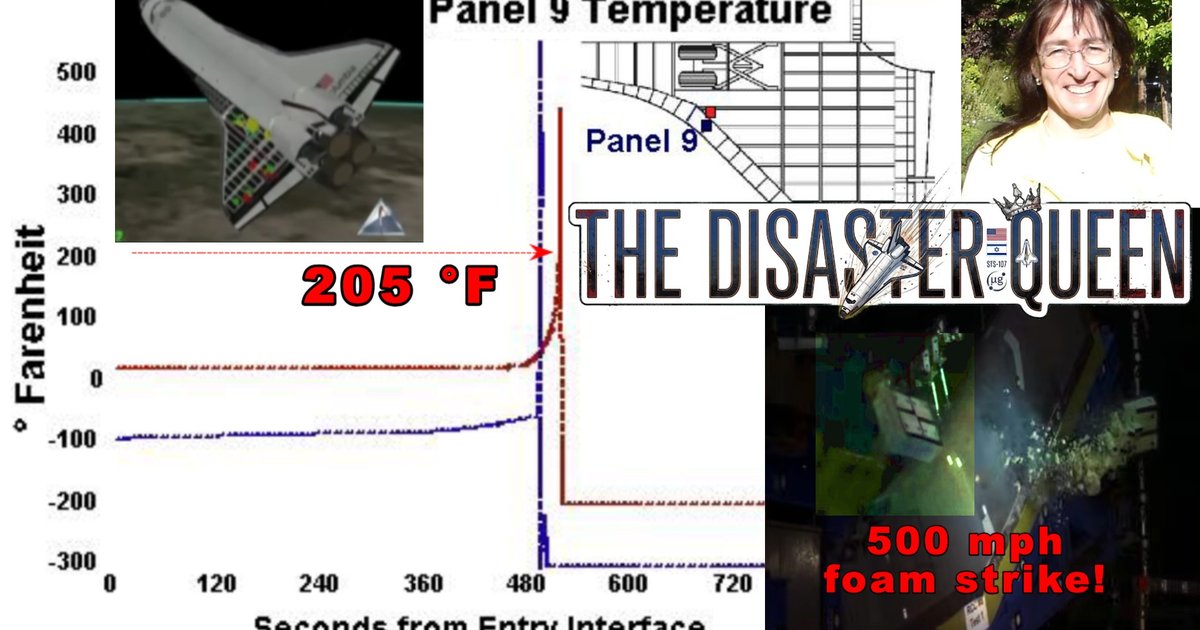 Panel 9 Temperature
500
400
300
200
100
0
-100
-200
-300
° Farenheit
205 °F
Panel 9
THE DISASTER QUEEN
STS-107
µg
500 mph
foam strike!
0 120 240 360 480 600 720
Seconds from Entry Interface